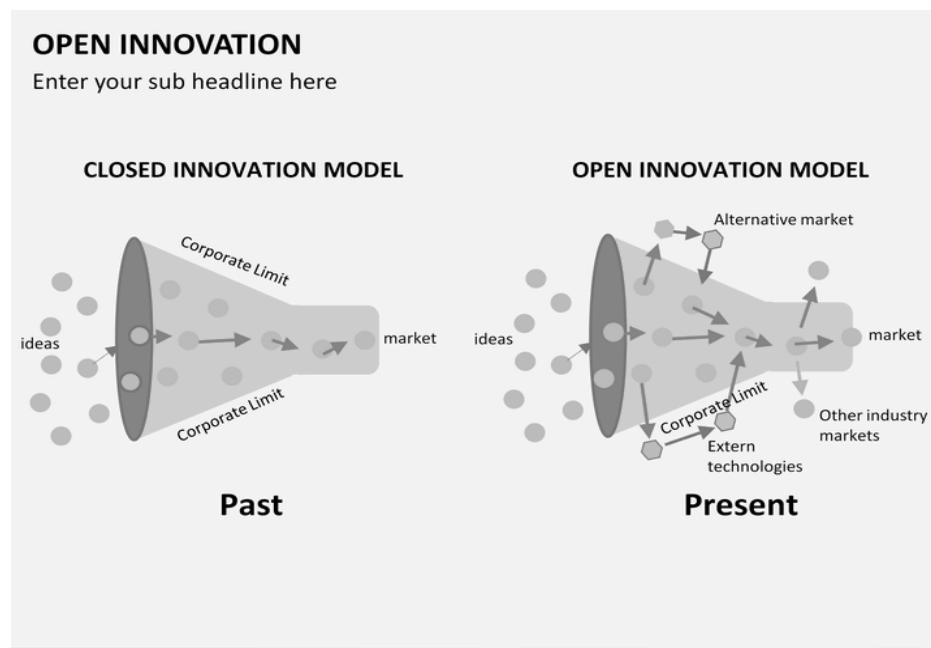 OPEN INNOVATION
Enter your sub headline here
CLOSED INNOVATION MODEL
Corporate Limit
ideas
market
Corporate Limit
Past
OPEN INNOVATION MODEL
Alternative market
ideas
market
Corporate Limit
Other industry
markets
Extern
technologies
Present